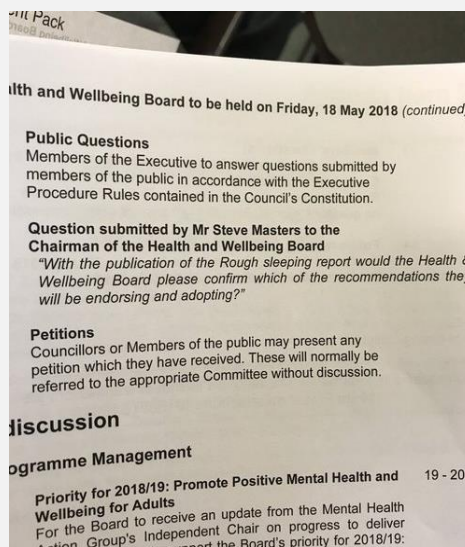 Pack
lth and Wellbeing Board to be held on Friday, 18 May 2018 (continued)
Public Questions
Members of the Executive to answer questions submitted by
members of the public in accordance with the Executive
Procedure Rules contained in the Council's Constitution.
Question submitted by Mr Steve Masters to the
Chairman of the Health and Wellbeing Board
"With the publication of the Rough sleeping report would the Health &
Wellbeing Board please confirm which of the recommendations the
will be endorsing and adopting?"
Petitions
Councillors or Members of the public may present any
petition which they have received. These will normally be
referred to the appropriate Committee without discussion.
discussion
ogramme Management
Priority for 2018/19: Promote Positive Mental Health and 19 - 20
Wellbeing for Adults
For the Board to receive an update from the Mental Health
Action Group's Independent Chair on progress to deliver
the Board's priority for 2018/19: